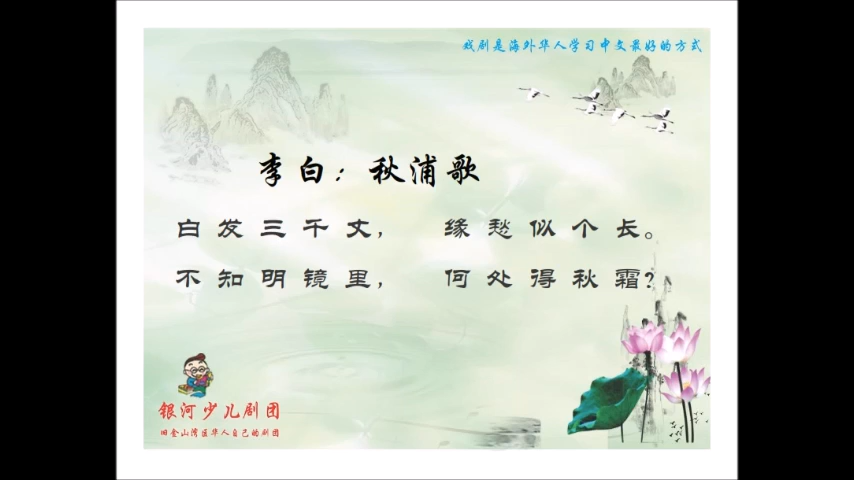 戏剧是海外华人学习中文最好的方式
李白：秋浦歌
白发三千丈， 缘愁似个长。
不知明镜里， 何处得秋霜？
银河少儿剧团
旧金山湾区华人自己的剧团